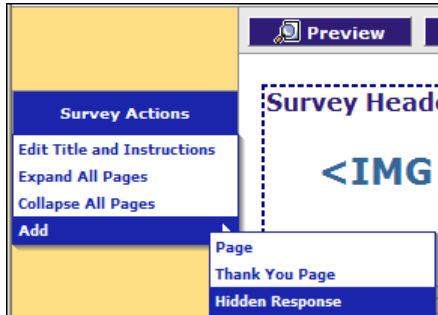 Preview
Survey Actions
Survey Head
Edit Title and Instructions
<IMG
Expand All Pages
Collapse All Pages
Add
Page
Thank You Page
Hidden Response